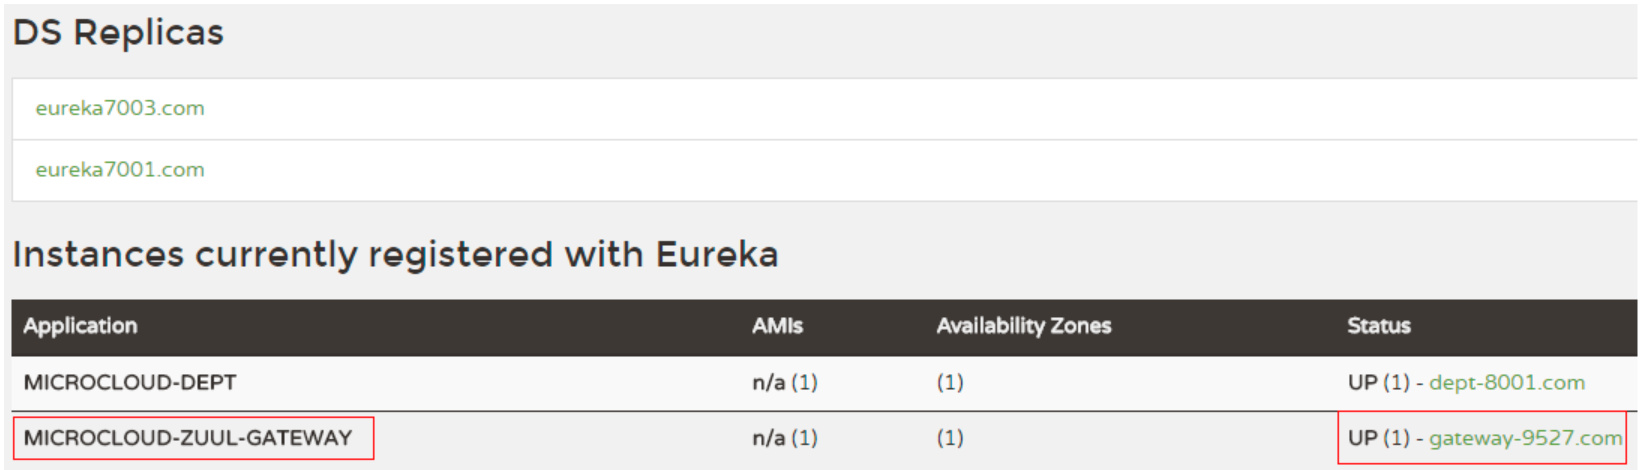 DS Replicas
eureka7003.com
eureka7001.com
Instances currently registered with Eureka
Application AMIs Availability Zones Status
MICROCLOUD-DEPT n/a (1) (1) UP (1) - dept-8001.com
MICROCLOUD-ZUUL-GATEWAY n/a (1) (1) UP (1) - gateway-9527.com